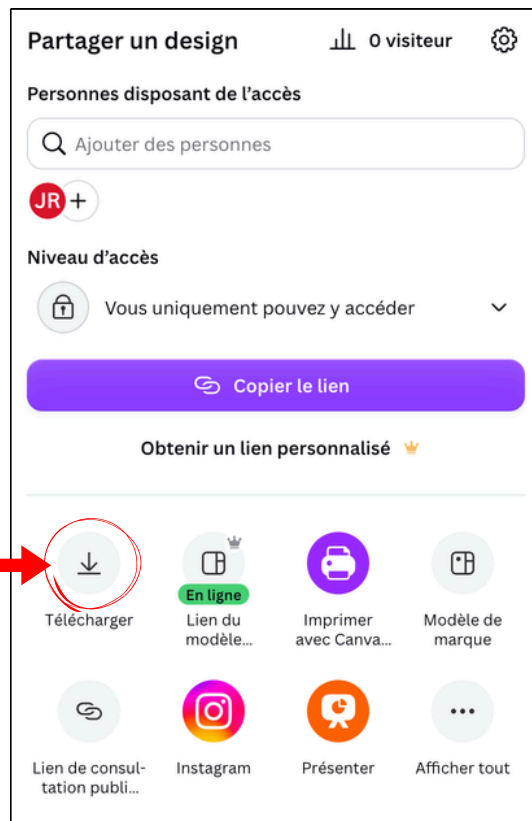 Partager un design
0 visiteur
Personnes disposant de l’accès
Ajouter des personnes
JR +
Niveau d’accès
Vous uniquement pouvez y accéder
Copier le lien
Obtenir un lien personnalisé
En ligne
Télécharger
Lien du
modèle...
Imprimer
avec Canva...
Modèle de
marque
Lien de consul-
tation publi...
Instagram
Présenter
Afficher tout